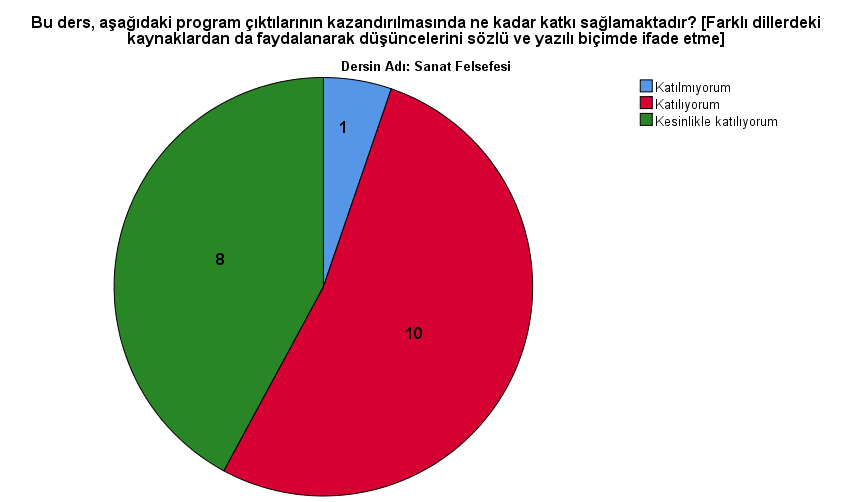 Bu ders, aşağıdaki program çıktılarının kazandırılmasında ne kadar katkı sağlamaktadır? [Farklı dillerdeki
kaynaklardan da faydalanarak düşüncelerini sözlü ve yazılı biçimde ifade etme]
Dersin Adı: Sanat Felsefesi
Katılmıyorum
Katılıyorum
Kesinlikle katılıyorum
1
8
10